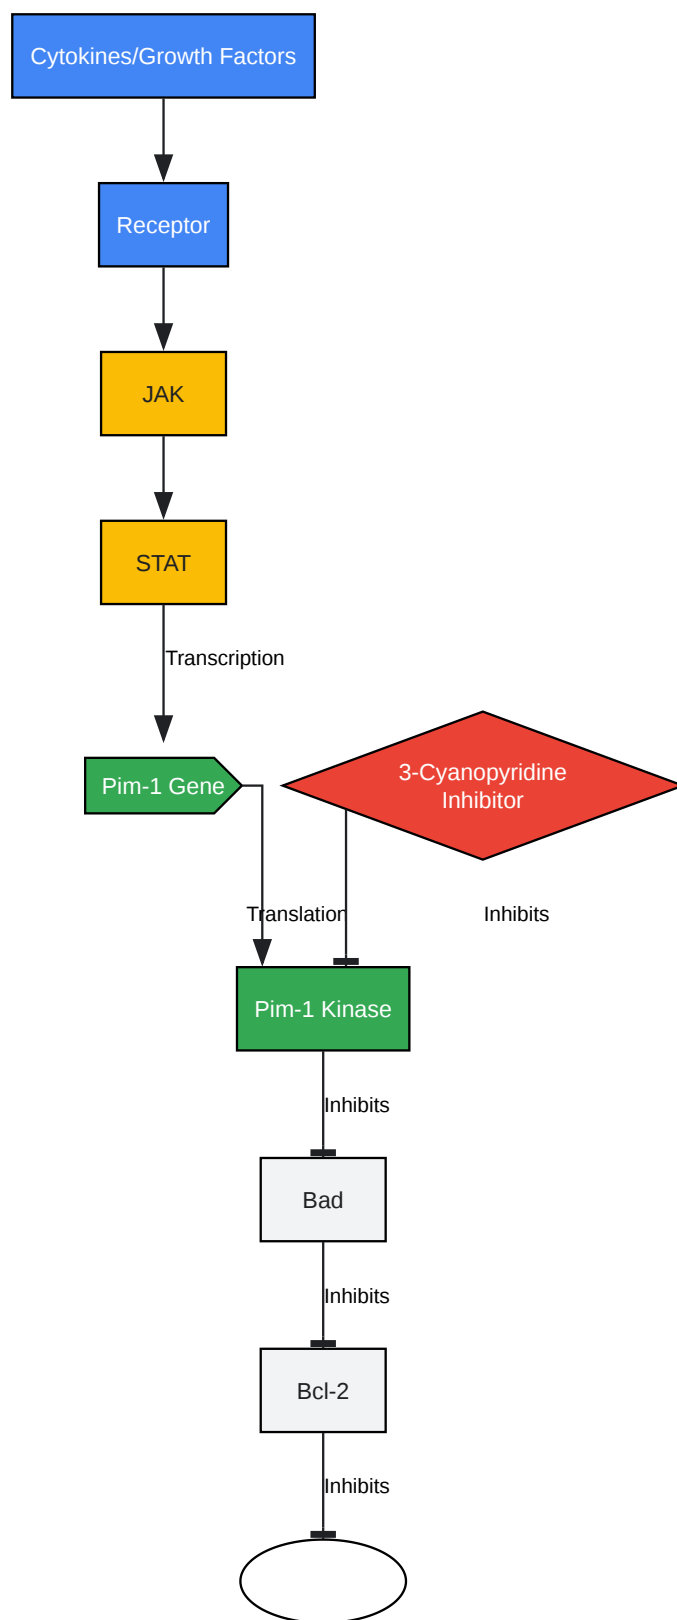 Cytokines/Growth Factors
Receptor
JAK
STAT
Transcription
Pim-1 Gene
3-Cyanopyridine
Inhibitor
Translation
Inhibits
Pim-1 Kinase
Inhibits
Bad
Inhibits
Bcl-2
Inhibits